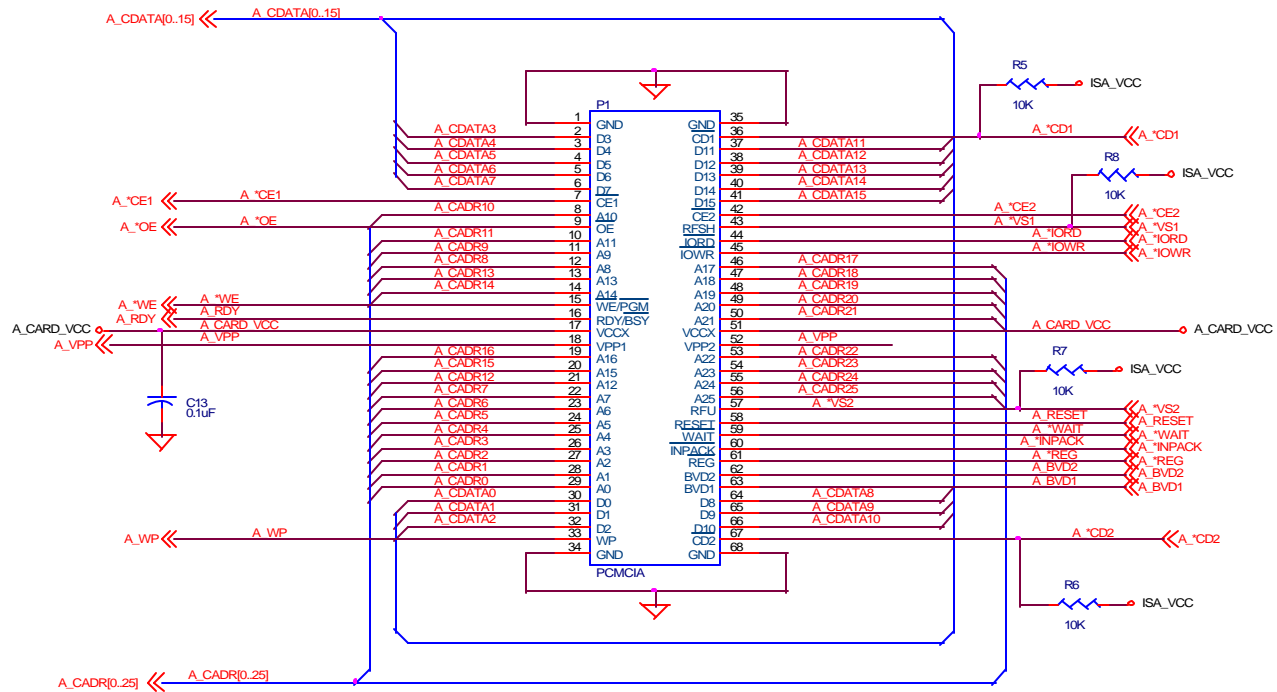 A_CDATA[0..15]
A_CDATA[0..15]
R5
ISA_VCC
10K
P1
1
GND
2
D3
A_CDATA3
3
D4
A_CDATA4
4
D5
A_CDATA5
5
D6
A_CDATA6
6
D7
A_CDATA7
7
CE1
A_*CE1
A_*CE1
8
A10
A_CADR10
9
OE
A_*OE
A_*OE
10
A11
A_CADR11
11
A9
A_CADR9
12
A8
A_CADR8
13
A13
A_CADR13
14
A14
A_CADR14
15
WE/PGM
A_*WE
A_*WE
16
RDY/BSY
A_RDY
A_RDY
17
VCCX
A_CARD_VCC
A_CARD_VCC
18
VPP1
A_VPP
A_VPP
19
A16
A_CADR16
20
A15
A_CADR15
21
A12
A_CADR12
22
A7
A_CADR7
23
A6
A_CADR6
24
A5
A_CADR5
25
A4
A_CADR4
26
A3
A_CADR3
27
A2
A_CADR2
28
A1
A_CADR1
29
A0
A_CADR0
30
D0
A_CDATA0
31
D1
A_CDATA1
32
D2
A_CDATA2
33
WP
A_WP
A_WP
34
GND
C13
0.1uF
35
GND
36
CD1
A_*CD1
A_*CD1
37
D11
A_CDATA11
38
D12
A_CDATA12
39
D13
A_CDATA13
40
D14
A_CDATA14
41
D15
A_CDATA15
R8
ISA_VCC
10K
42
CE2
A_*CE2
A_*CE2
43
RFSH
A_*VS1
A_*VS1
44
IORD
A_*IORD
A_*IORD
45
IOWR
A_*IOWR
A_*IOWR
46
A17
A_CADR17
47
A18
A_CADR18
48
A19
A_CADR19
49
A20
A_CADR20
50
A21
A_CADR21
51
VCCX
A_CARD_VCC
A_CARD_VCC
52
VPP2
A_VPP
53
A22
A_CADR22
54
A23
A_CADR23
55
A24
A_CADR24
56
A25
A_CADR25
R7
ISA_VCC
10K
57
RFU
A_*VS2
A_*VS2
58
RESET
A_RESET
A_RESET
59
WAIT
A_*WAIT
A_*WAIT
60
INPACK
A_*INPACK
A_*INPACK
61
REG
A_*REG
A_*REG
62
BVD2
A_BVD2
A_BVD2
63
BVD1
A_BVD1
A_BVD1
64
D8
A_CDATA8
65
D9
A_CDATA9
66
D10
A_CDATA10
67
CD2
A_*CD2
A_*CD2
68
GND
PCMCIA
R6
ISA_VCC
10K
A_CADR[0..25]
A_CADR[0..25]